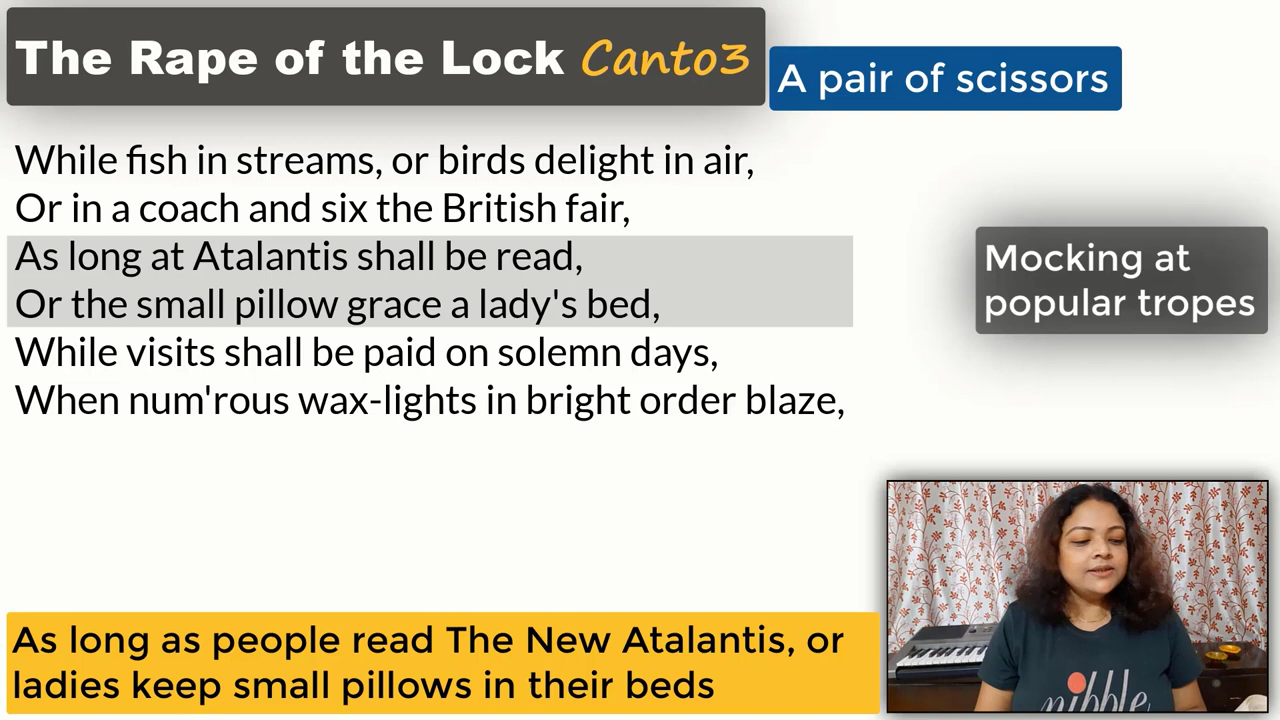 The Rape of the Lock Canto3
A pair of scissors
While fish in streams, or birds delight in air,
Or in a coach and six the British fair,
As long at Atalantis shall be read,
Or the small pillow grace a lady's bed,
While visits shall be paid on solemn days,
When num'rous wax-lights in bright order blaze,
Mocking at
popular tropes
As long as people read The New Atalantis, or
ladies keep small pillows in their beds
nibble